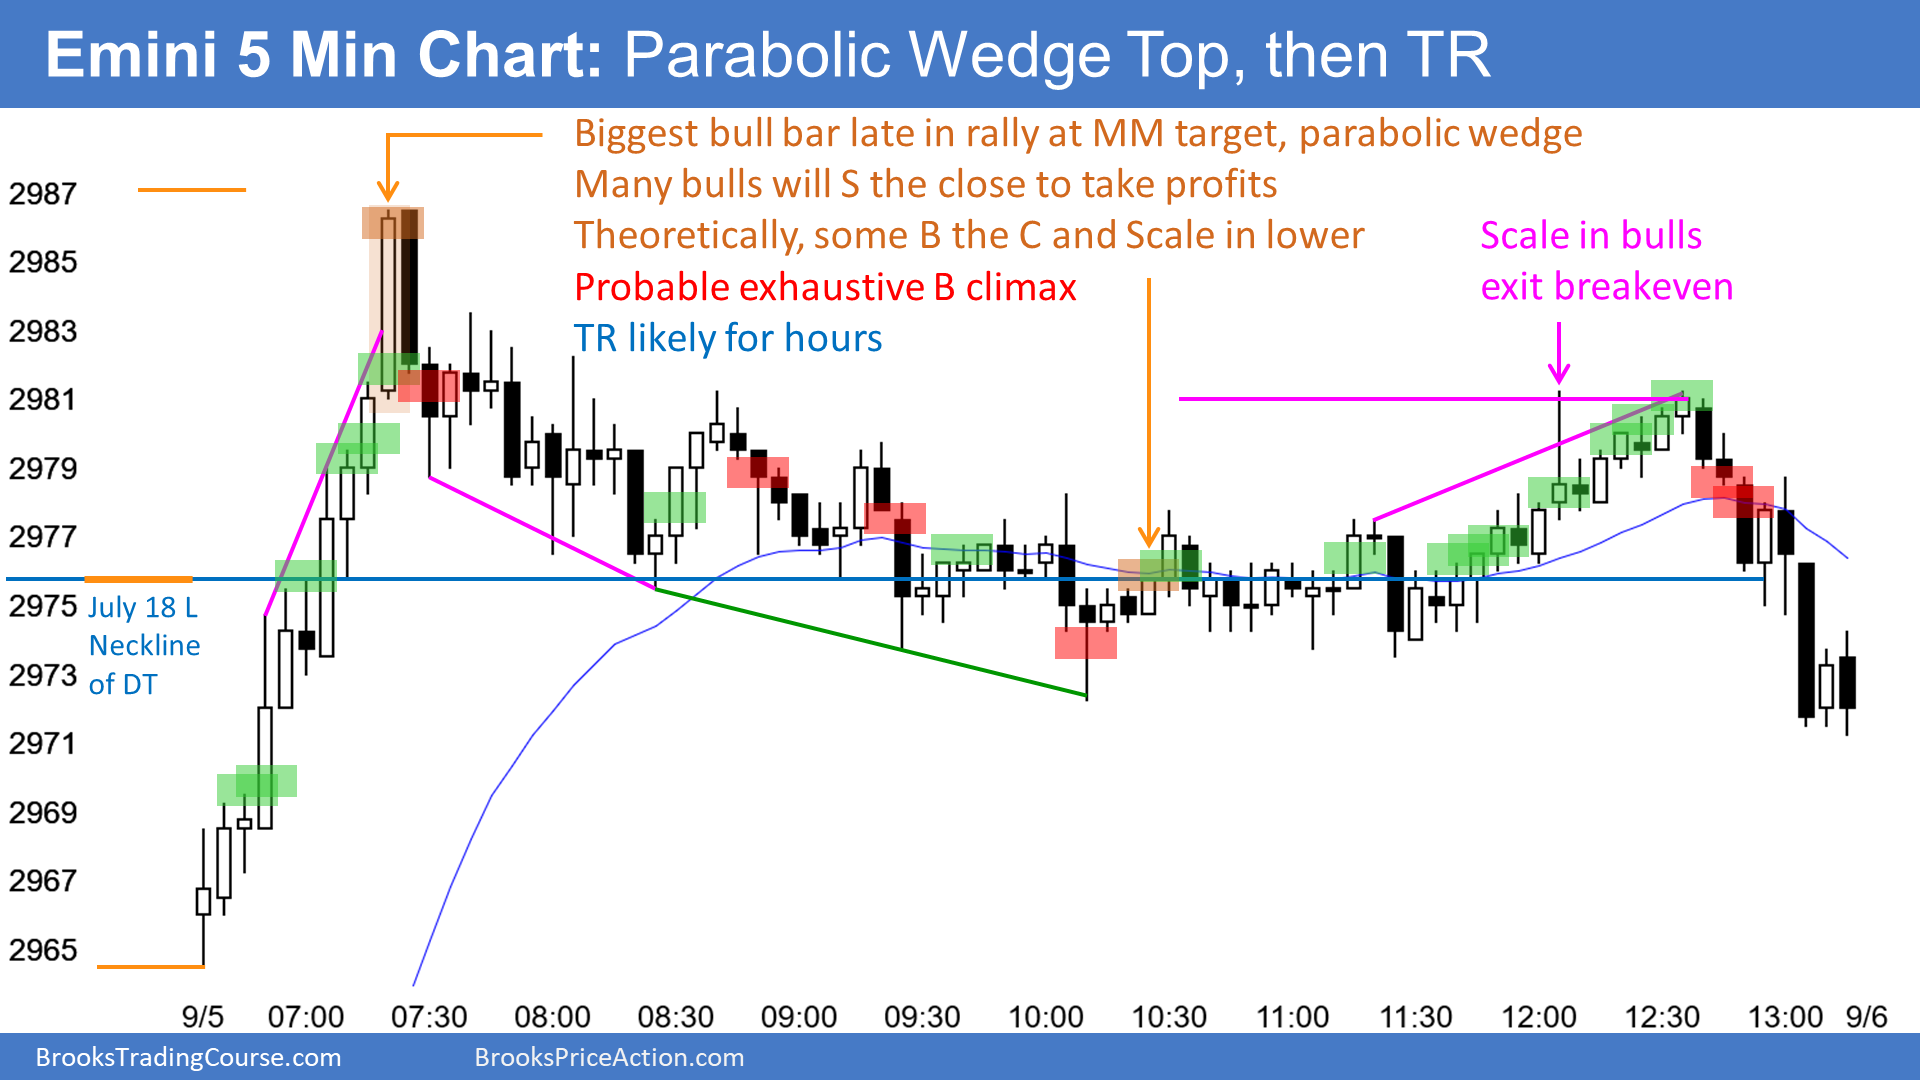 Emini 5 Min Chart: Parabolic Wedge Top, then TR
Biggest bull bar late in rally at MM target, parabolic wedge
Many bulls will S the close to take profits
Theoretically, some B the C and Scale in lower
Probable exhaustive B climax
TR likely for hours
Scale in bulls
exit breakeven
2987
2985
2983
2981
2979
2977
2975
2973
2971
2969
2967
2965
July 18 L
Neckline
of DT
9/5 07:00 07:30 08:00 08:30 09:00 09:30 10:00 10:30 11:00 11:30 12:00 12:30 13:00 9/6
BrooksTradingCourse.com BrooksPriceAction.com